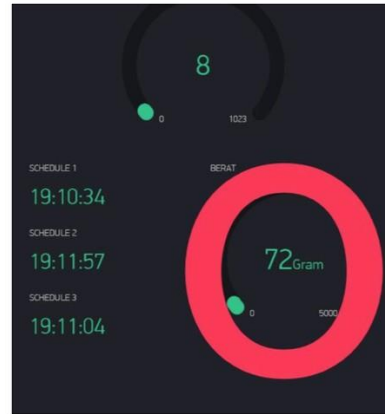 8
0 1023
SCHEDULE 1
19:10:34
SCHEDULE 2
19:11:57
SCHEDULE 3
19:11:04
BERAT
72Gram
0 5000